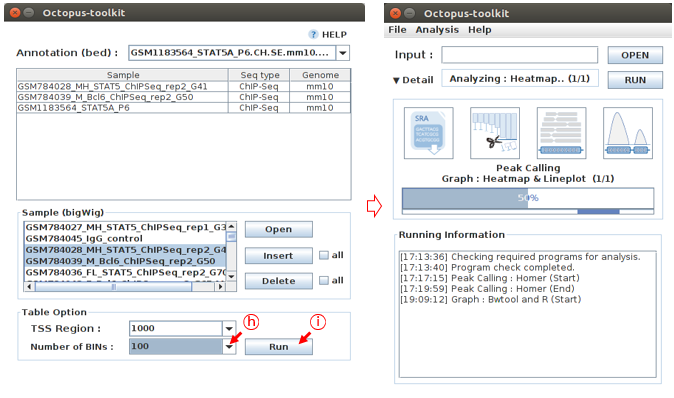 Octopus-toolkit
? HELP
Annotation (bed) : GSM1183564_STAT5A_P6.CH.SE.mm10....
Sample Seq type Genome
GSM784028_MH_STAT5_ChIPSeq_rep2_G41 ChIP-Seq mm10
GSM784039_M_Bcl6_ChIPSeq_rep2_G50 ChIP-Seq mm10
GSM1183564_STAT5A_P6 ChIP-Seq mm10
Sample (bigWig)
GSM784027_MH_STAT5_ChIPSeq_rep1_G3
GSM784045_IgG_control
GSM784028_MH_STAT5_ChIPSeq_rep2_G4
GSM784039_M_Bcl6_ChIPSeq_rep2_G50
GSM784036_FL_STAT5_ChIPSeq_rep2_G70
Open
Insert all
Delete all
Table Option
TSS Region : 1000
Number of BINs : 100
h
Run
i
Octopus-toolkit
File Analysis Help
Input : OPEN
▼ Detail Analyzing : Heatmap.. (1/1) RUN
SRA
Peak Calling
Graph : Heatmap & Lineplot (1/1)
50%
Running Information
[17:13:36] Checking required programs for analysis.
[17:13:40] Program check completed.
[17:17:15] Peak Calling : Homer (Start)
[17:19:59] Peak Calling : Homer (End)
[19:09:12] Graph : Bwtool and R (Start)